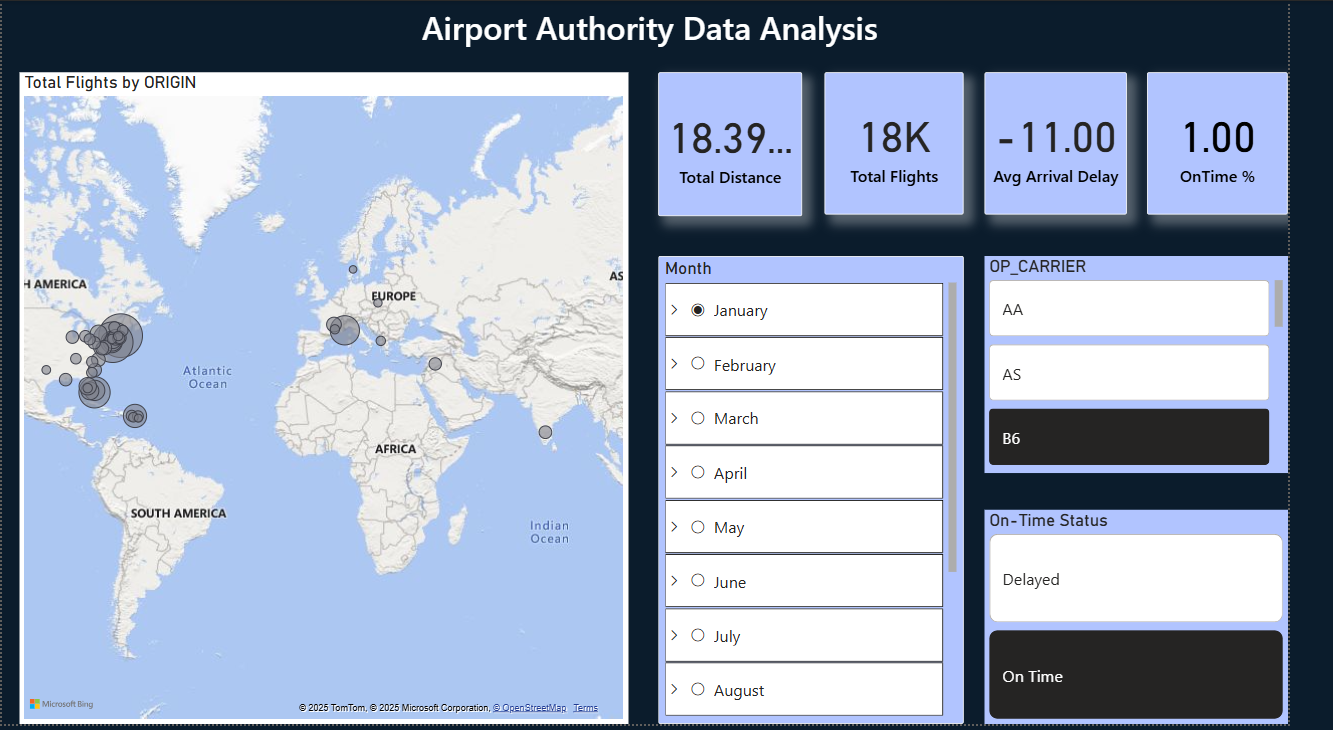 Airport Authority Data Analysis
Total Flights by ORIGIN
H AMERICA
EUROPE
AS
Atlantic
Ocean
AFRICA
SOUTH AMERICA
Indian
Ocean
Microsoft Bing
© 2025 TomTom, © 2025 Microsoft Corporation, © OpenStreetMap Terms
18.39...
Total Distance
18K
Total Flights
-11.00
Avg Arrival Delay
1.00
OnTime %
Month
January
February
March
April
May
June
July
August
OP_CARRIER
AA
AS
B6
On-Time Status
Delayed
On Time